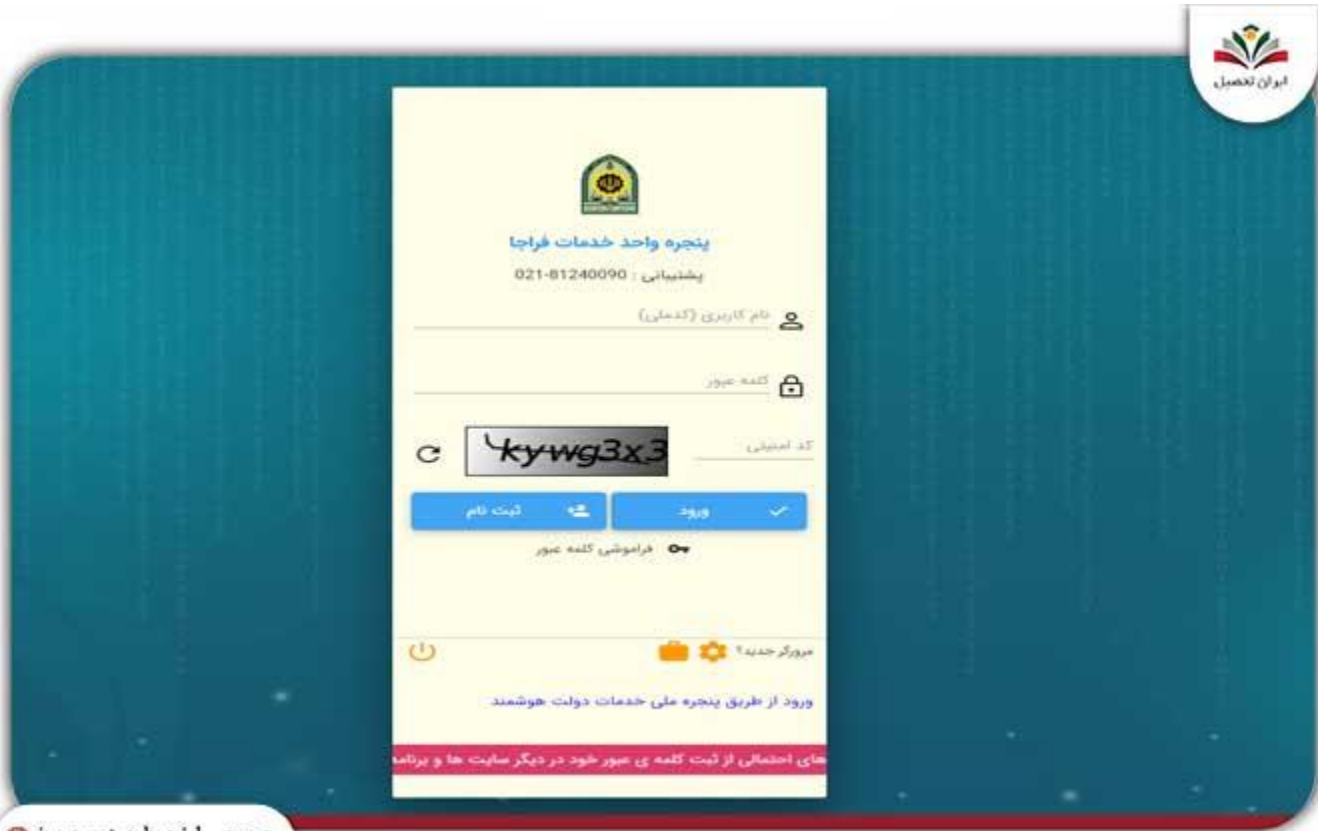 ایران تحصیل
پنجره واحد خدمات فراجا
پشتیبانی : 81240090-021
نام کاربری (کدملی)
کلمه عبور
کد امنیتی
kywg3x3
ورود
ثبت نام
فراموشی کلمه عبور
مرورگر جدید؟
ورود از طریق پنجره ملی خدمات دولت هوشمند
های احتمالی از ثبت کلمه ی عبور خود در دیگر سایت ها و برنامه